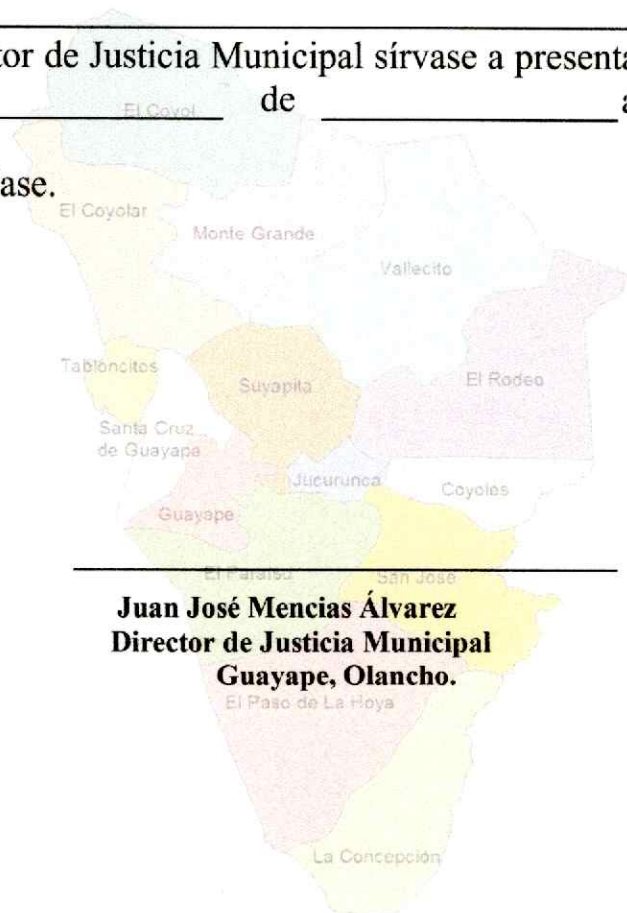 tor de Justicia Municipal sírvase a presenta
de
ase.
El Coyol
El Coyolar
Monte Grande
Vallecito
Tabloncitos
Suyapita
El Rodeo
Santa Cruz
de Guayapa
Jucurunca
Coyoles
Guayape
El Paraiso
San Jose
Juan José Mencias Álvarez
Director de Justicia Municipal
Guayape, Olancho.
El Paso de La Hoya
La Concepción